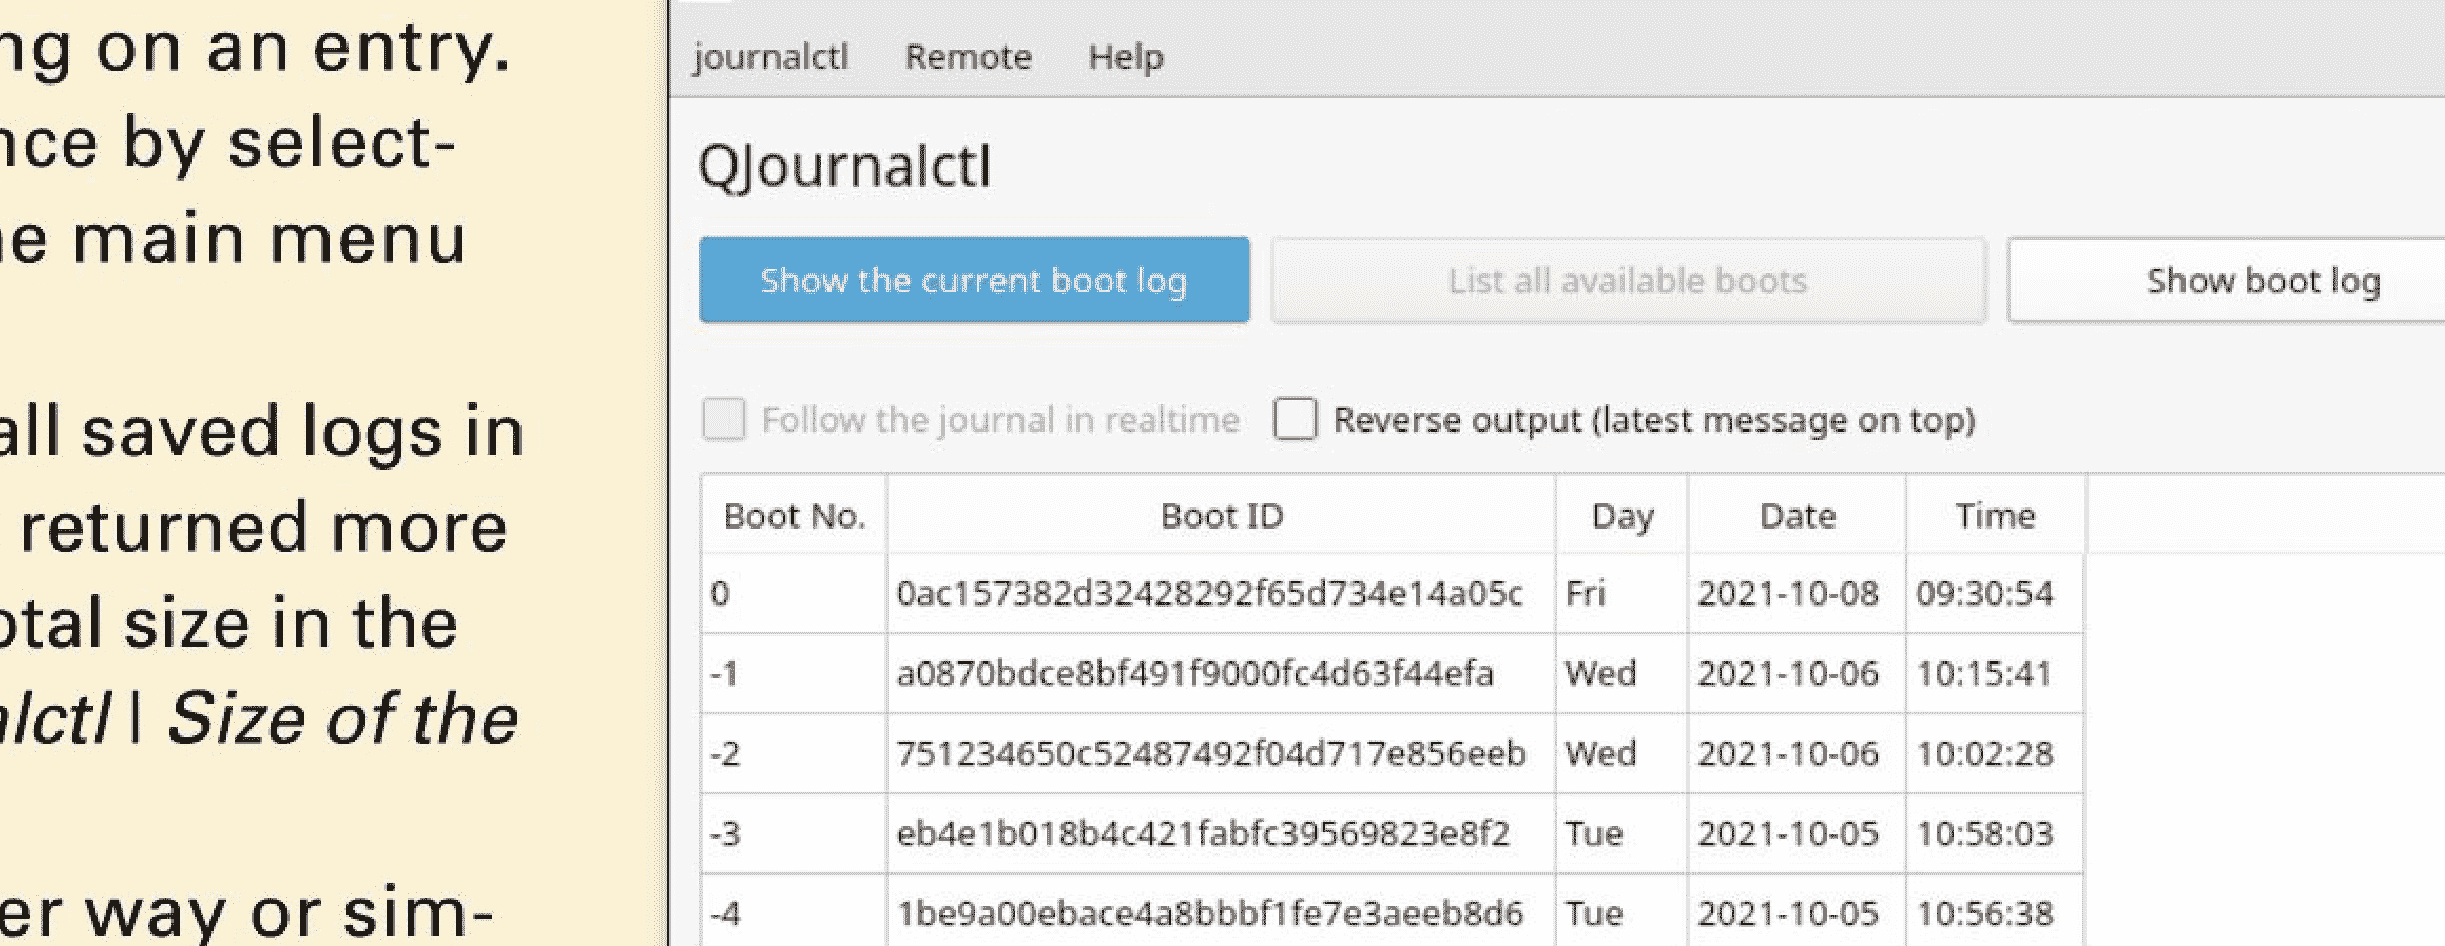 ng on an entry.
nce by select-
ne main menu
all saved logs in
returned more
otal size in the
alctl | Size of the
er way or sim-
journalctl Remote Help
QJournalctl
Show the current boot log List all available boots Show boot log
Follow the journal in realtime Reverse output (latest message on top)
Boot No. Boot ID Day Date Time
0 0ac157382d32428292f65d734e14a05c Fri 2021-10-08 09:30:54
-1 a0870bdce8bf491f9000fc4d63f44efa Wed 2021-10-06 10:15:41
-2 751234650c52487492f04d717e856eeb Wed 2021-10-06 10:02:28
-3 eb4e1b018b4c421fabfc39569823e8f2 Tue 2021-10-05 10:58:03
-4 1be9a00ebace4a8bbbf1fe7e3aeeb8d6 Tue 2021-10-05 10:56:38